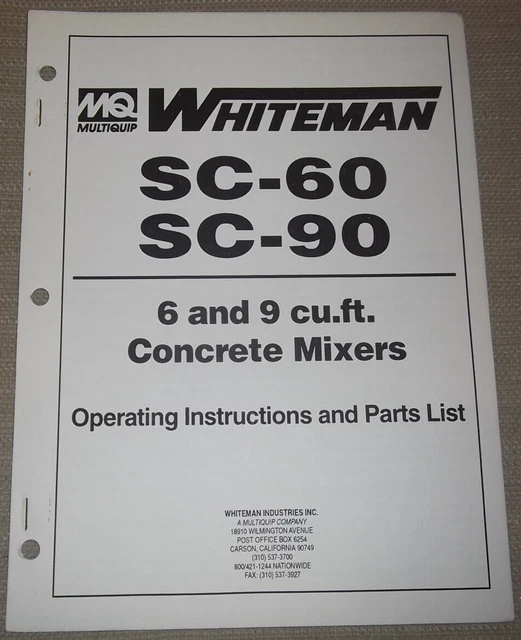 MQ
MULTIQUIP
WHITEMAN
SC-60
SC-90
6 and 9 cu.ft.
Concrete Mixers
Operating Instructions and Parts List
WHITEMAN INDUSTRIES INC.
A MULTIQUIP COMPANY
18910 WILMINGTON AVENUE
POST OFFICE BOX 6254
CARSON, CALIFORNIA 90749
(310) 537-3700
800/421-1244 NATIONWIDE
FAX: (310) 537-3927